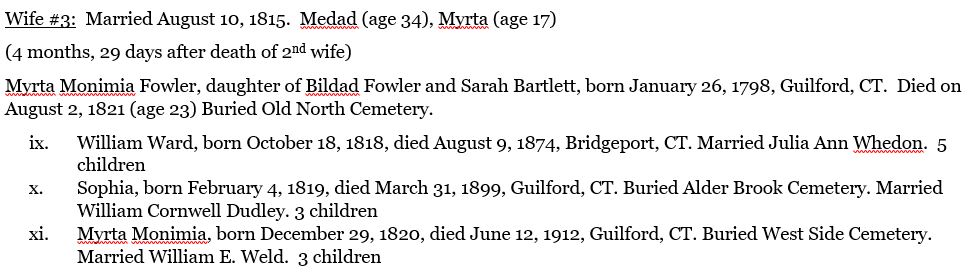 Wife #3:  Married August 10, 1815.  Medad (age 34), Myrta (age 17)
(4 months, 29 days after death of 2nd wife)
Myrta Monimia Fowler, daughter of Bildad Fowler and Sarah Bartlett, born January 26, 1798, Guilford, CT.  Died on
August 2, 1821 (age 23) Buried Old North Cemetery.
ix. William Ward, born October 18, 1818, died August 9, 1874, Bridgeport, CT. Married Julia Ann Whedon.  5
children
x. Sophia, born February 4, 1819, died March 31, 1899, Guilford, CT. Buried Alder Brook Cemetery. Married
William Cornwell Dudley. 3 children
xi. Myrta Monimia, born December 29, 1820, died June 12, 1912, Guilford, CT. Buried West Side Cemetery.
Married William E. Weld.  3 children